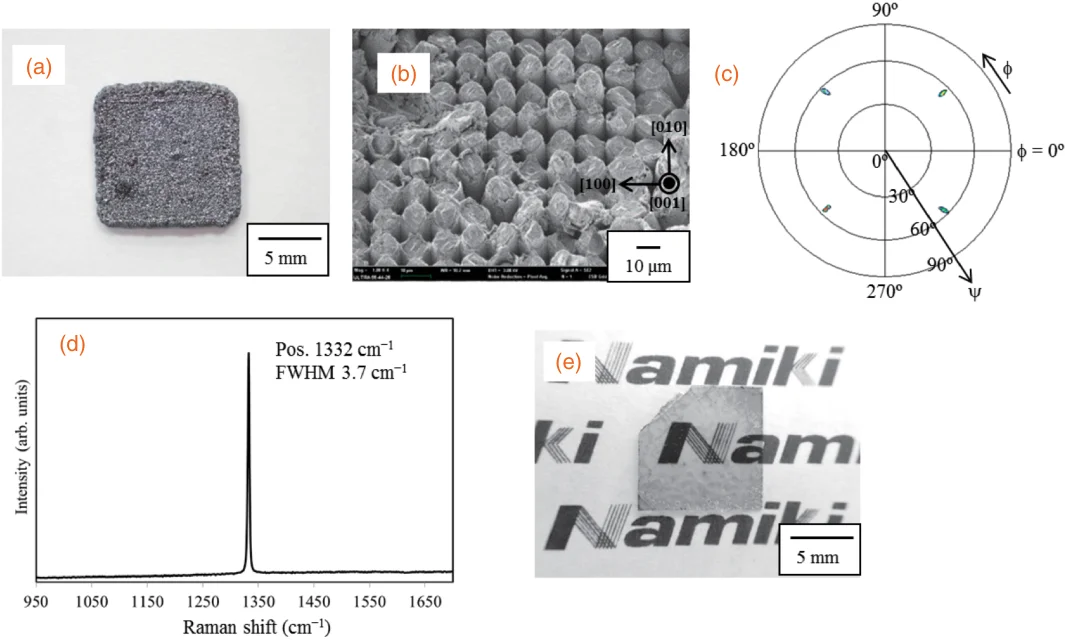 (a)
5 mm
(b)
[010]
[100]
[001]
10 μm
(c)
90º
ϕ
180º
0º
ϕ = 0º
30º
60º
90º
270º
ψ
(d)
Pos. 1332 cm⁻¹
FWHM 3.7 cm⁻¹
Intensity (arb. units)
950 1050 1150 1250 1350 1450 1550 1650
Raman shift (cm⁻¹)
(e)
Namiki
ki Nam
Namiki
5 mm